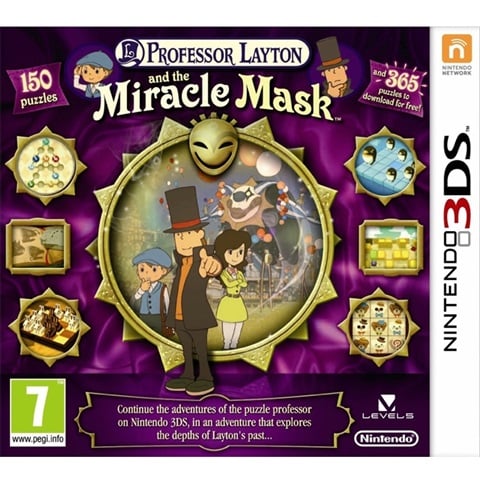 PROFESSOR LAYTON
and the
Miracle Mask™
150
puzzles
and 365
puzzles to
download for free!
NINTENDO
NETWORK
NINTENDO 3DS™
7
www.pegi.info
Continue the adventures of the puzzle professor
on Nintendo 3DS, in an adventure that explores
the depths of Layton's past...
LEVEL5
Nintendo